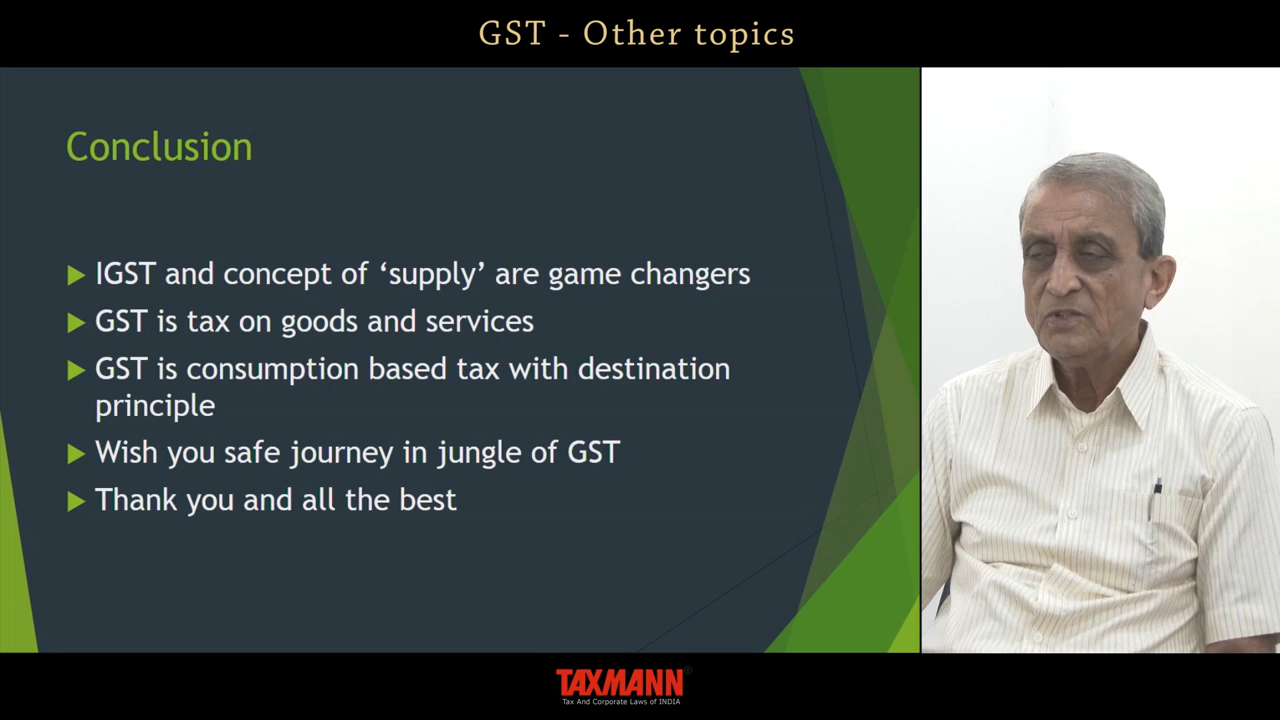 GST - Other topics
Conclusion
IGST and concept of ‘supply’ are game changers
GST is tax on goods and services
GST is consumption based tax with destination
principle
Wish you safe journey in jungle of GST
Thank you and all the best
TAXMANN®
Tax And Corporate Laws of INDIA